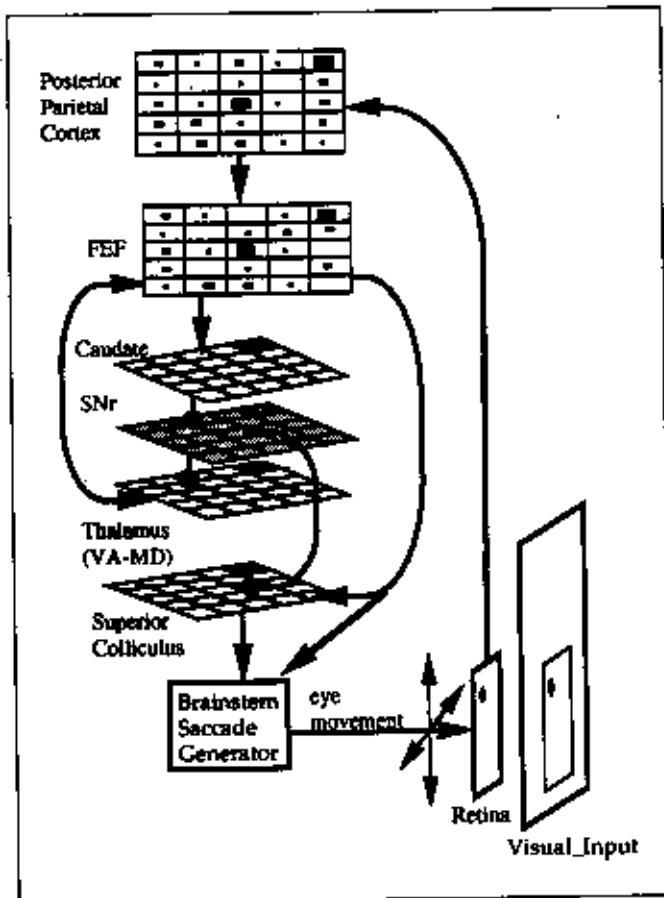 Posterior
Parietal
Cortex
FEF
Caudate
SNr
Thalamus
(VA-MD)
Superior
Colliculus
Brainstem
Saccade
Generator
eye
movement
Retina
Visual_Input